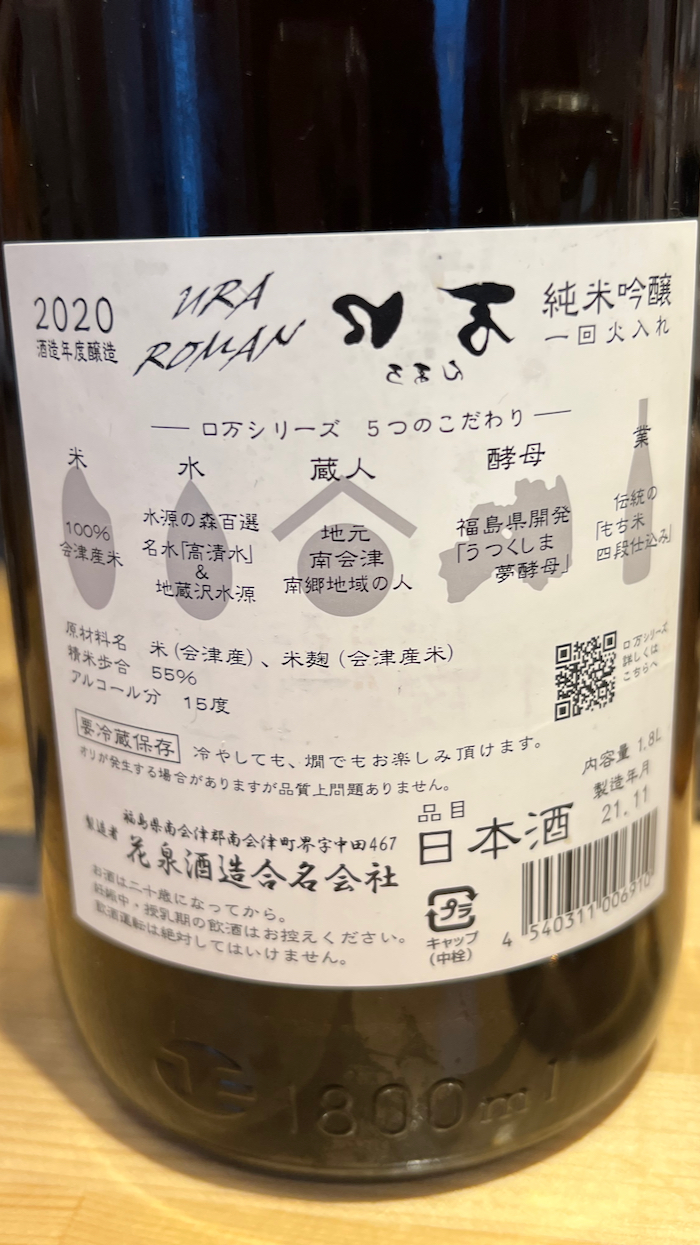 2020
酒造年度醸造
URA
ROMAN
ロ万
ろまん
純米吟醸
一回火入れ
ロ万シリーズ 5つのこだわり
米
100%
会津産米
水
水源の森百選
名水「高清水」
&
地蔵沢水源
蔵人
地元
南会津
南郷地域の人
酵母
福島県開発
「うつくしま
夢酵母」
業
伝統の
「もち米
四段仕込み」
原材料名 米(会津産)、米麹(会津産米)
精米歩合 55%
アルコール分 15度
ロ万シリーズ
詳しくは
こちらへ
要冷蔵保存 冷やしても、燗でもお楽しみ頂けます。
オリが発生する場合がありますが品質上問題ありません。
内容量 1.8L
製造年月
21.11
製造者
福島県南会津郡南会津町界字中田467
花泉酒造合名会社
品目
日本酒
お酒は二十歳になってから。
妊娠中・授乳期の飲酒はお控えください。
飲酒運転は絶対してはいけません。
プラ
キャップ
(中栓)
4 540311 006910
1800ml